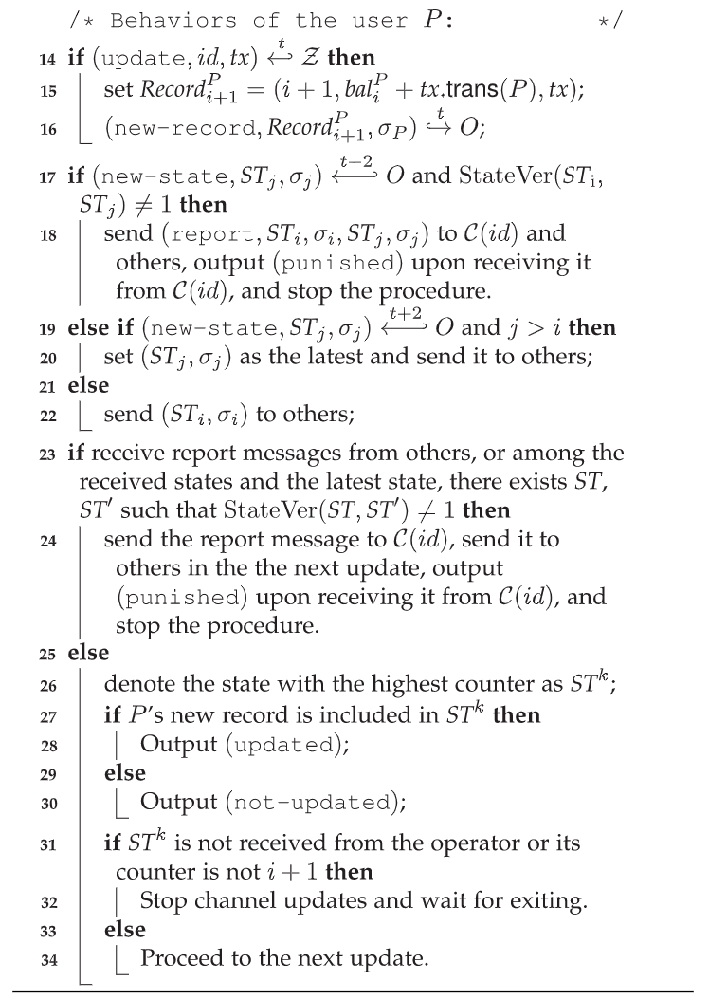 /* Behaviors of the user P: */
14 if (update, id, tx) ↩^t 𝒵 then
15 set Record^P_{i+1} = (i + 1, bal^P_i + tx.trans(P), tx);
16 (new-record, Record^P_{i+1}, σ_P) ↪^t O;
17 if (new-state, ST_j, σ_j) ↩^{t+2} O and StateVer(ST_i,
ST_j) ≠ 1 then
18 send (report, ST_i, σ_i, ST_j, σ_j) to 𝒞(id) and
others, output (punished) upon receiving it
from 𝒞(id), and stop the procedure.
19 else if (new-state, ST_j, σ_j) ↩^{t+2} O and j > i then
20 set (ST_j, σ_j) as the latest and send it to others;
21 else
22 send (ST_i, σ_i) to others;
23 if receive report messages from others, or among the
received states and the latest state, there exists ST,
ST′ such that StateVer(ST, ST′) ≠ 1 then
24 send the report message to 𝒞(id), send it to
others in the the next update, output
(punished) upon receiving it from 𝒞(id), and
stop the procedure.
25 else
26 denote the state with the highest counter as ST^k;
27 if P's new record is included in ST^k then
28 Output (updated);
29 else
30 Output (not-updated);
31 if ST^k is not received from the operator or its
counter is not i + 1 then
32 Stop channel updates and wait for exiting.
33 else
34 Proceed to the next update.